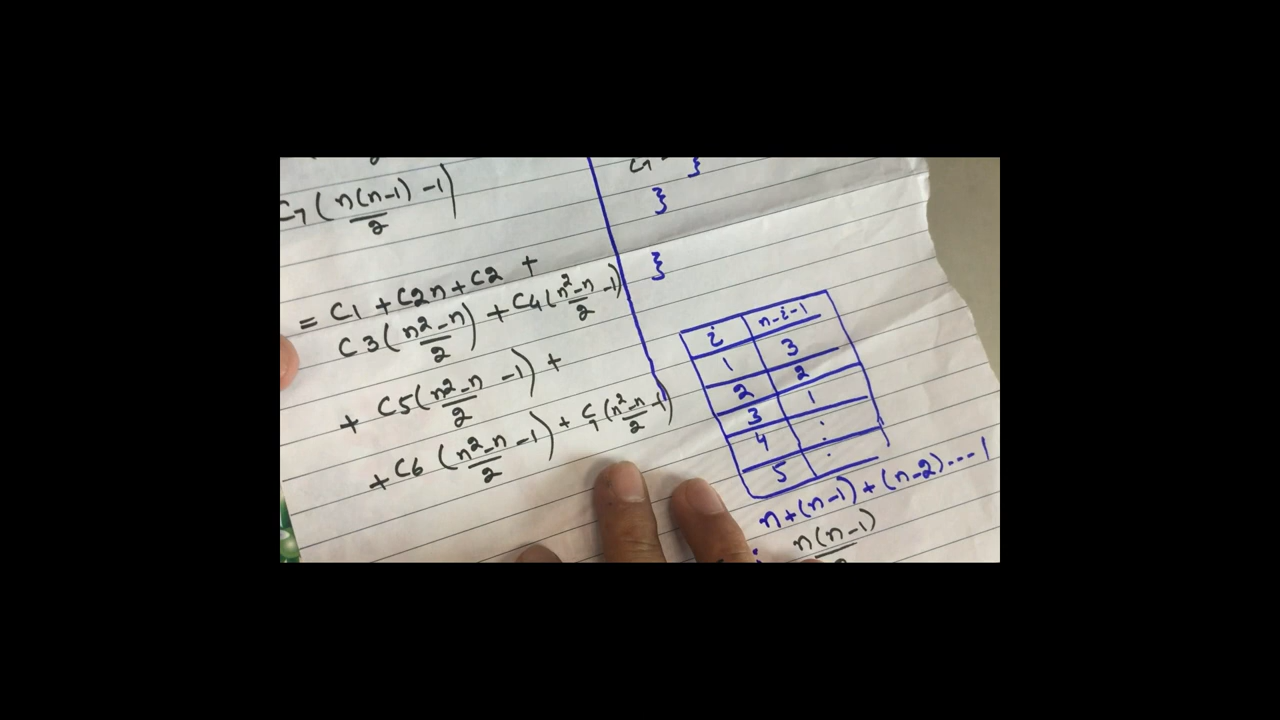 C7 ( n(n-1)/2 -1)
= C1 + C2n + C2 +
C3 ( n²-n/2 ) + C4 ( n²-n/2 -1)
+ C5 ( n²-n/2 -1) +
+ C6 ( n²-n/2 -1) + C7 ( n²-n/2 -1)
}
}
}
i n-i-1
1 3
2 2
3 1
4 :
5 .
n+(n-1)+(n-2)...1
n(n-1)